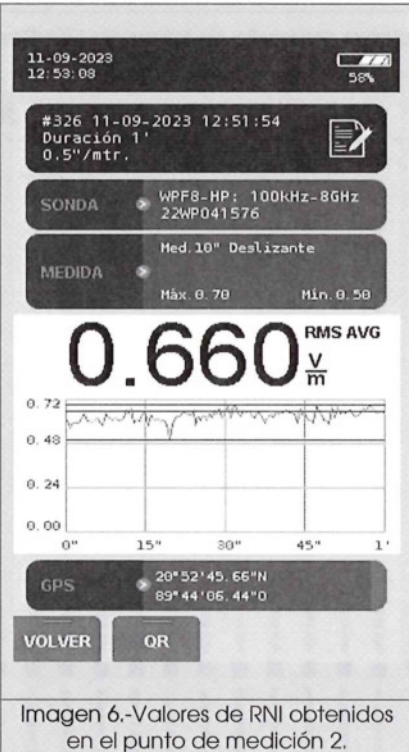 11-09-2023
12:53:08
58%
#326 11-09-2023 12:51:54
Duración 1'
0.5"/mtr.
SONDA
WPF8-HP: 100kHz-8GHz
22WP041576
MEDIDA
Med.10" Deslizante
Máx.0.70 Mín.0.50
0.660 RMS AVG
V
m
0.72
0.48
0.24
0.00
0" 15" 30" 45" 1'
GPS
20°52'45.66"N
89°44'06.44"O
VOLVER QR
Imagen 6.-Valores de RNI obtenidos
en el punto de medición 2.